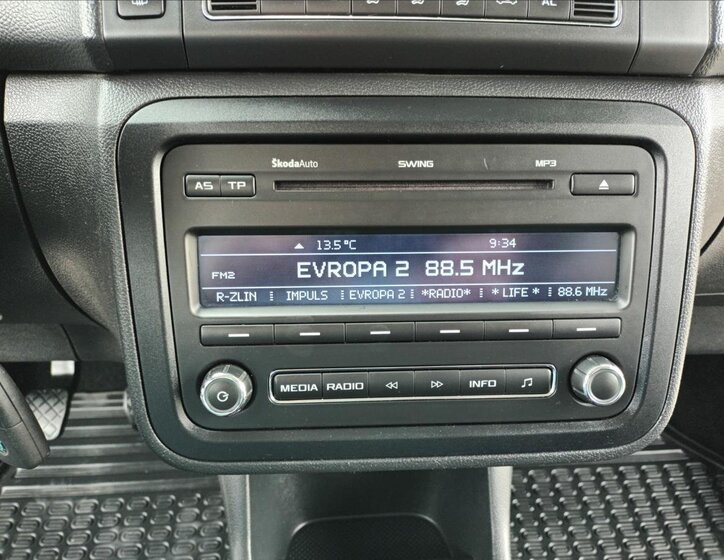 AC
ŠkodaAuto SWING MP3
AS TP
13.5°C 9:34
FM2 EVROPA 2 88.5 MHz
R-ZLIN IMPULS EVROPA 2 *RADIO* * LIFE * 88.6 MHz
MEDIA RADIO INFO